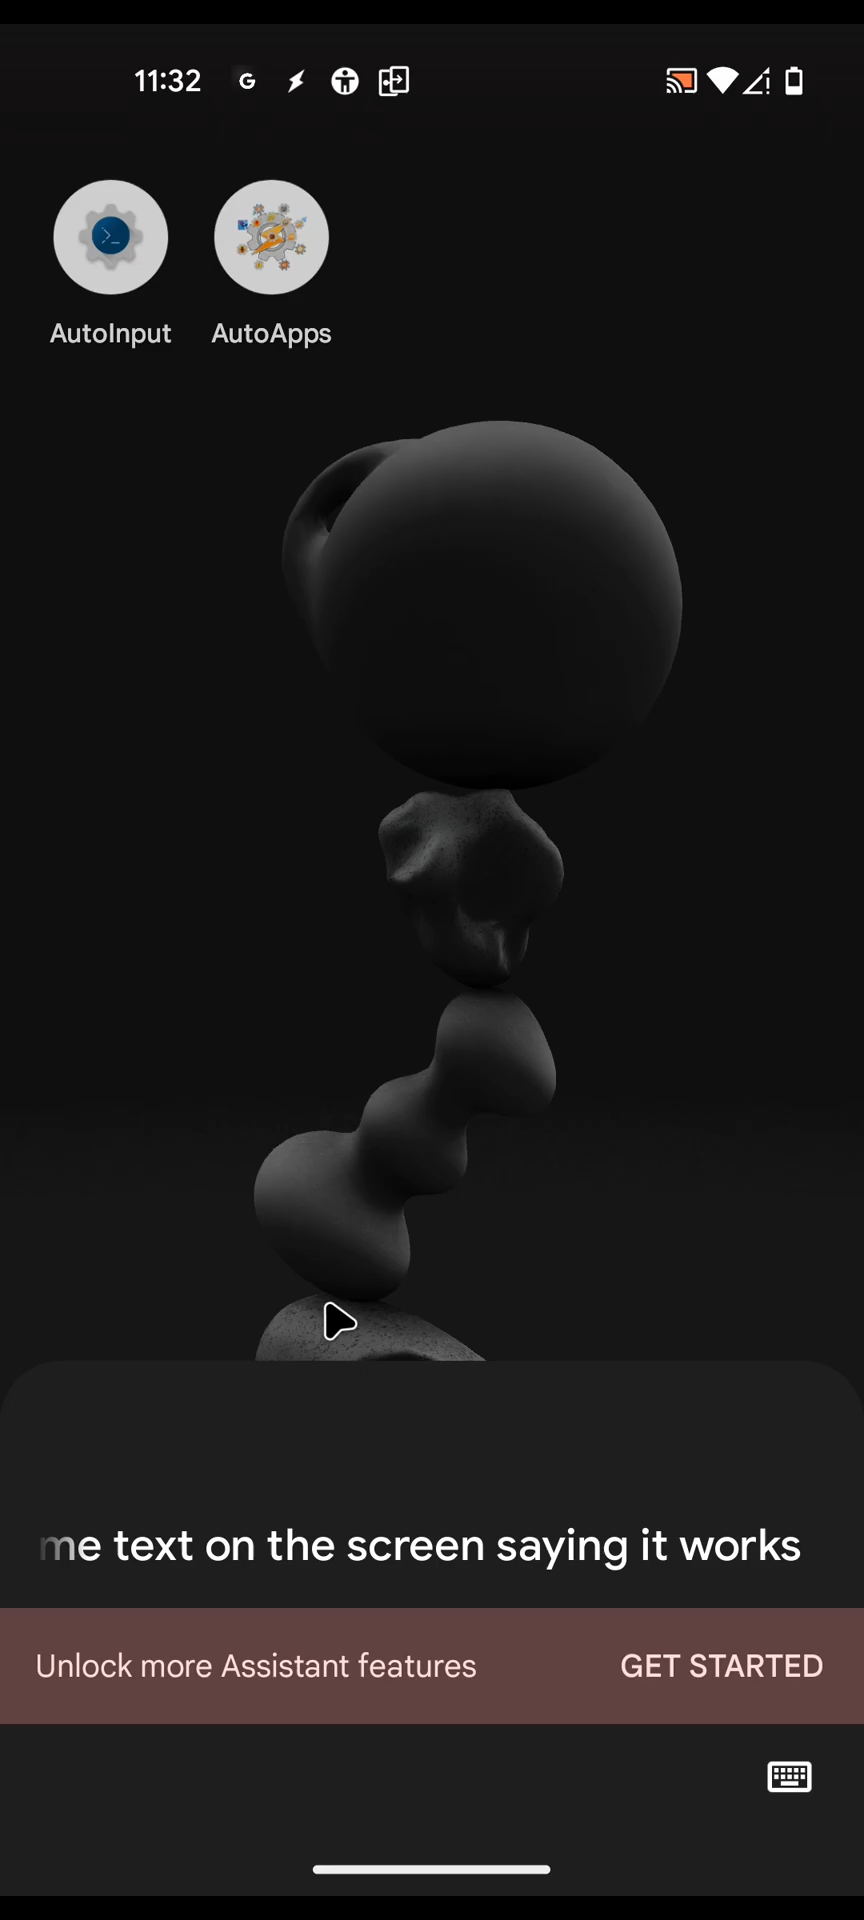 11:32
AutoInput
AutoApps
me text on the screen saying it works
Unlock more Assistant features
GET STARTED